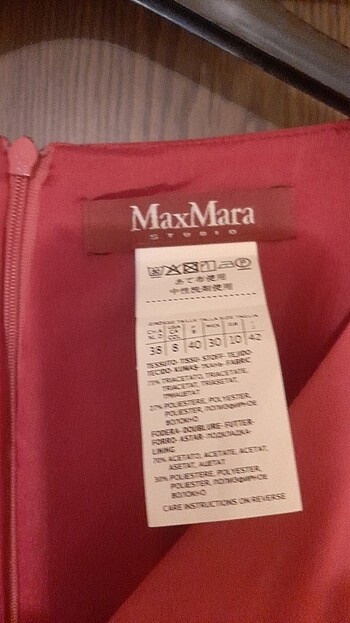 MaxMara
STUDIO
P
あて布使用
中性洗剤使用
38 8 40 30 10 42
TESSUTO-TISSU-STOFF-TEJIDO-
TECIDO-KUMAŞ-ТКАНЬ-FABRIC
TRIACETATO, TRIACETATE,
TRIACETAT, TRIASETAT,
ТРИАЦЕТАТ
27% POLIESTERE, POLYESTER,
POLIESTER, ПОЛИЭФИРНОЕ
ВОЛОКНО
FODERA-DOUBLURE-FUTTER-
FORRO-ASTAR-ПОДКЛАДКА-
LINING
70% ACETATO, ACETATE, ACETAT,
ASETAT, АЦЕТАТ
30% POLIESTERE, POLYESTER,
POLIESTER, ПОЛИЭФИРНОЕ
ВОЛОКНО
CARE INSTRUCTIONS ON REVERSE